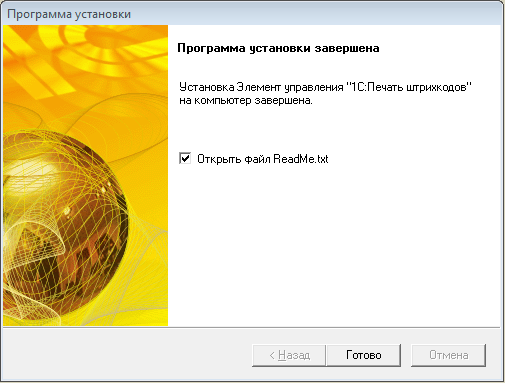 Программа установки
Программа установки завершена
Установка Элемент управления "1С:Печать штрихкодов"
на компьютер завершена.
Открыть файл ReadMe.txt
< Назад
Готово
Отмена